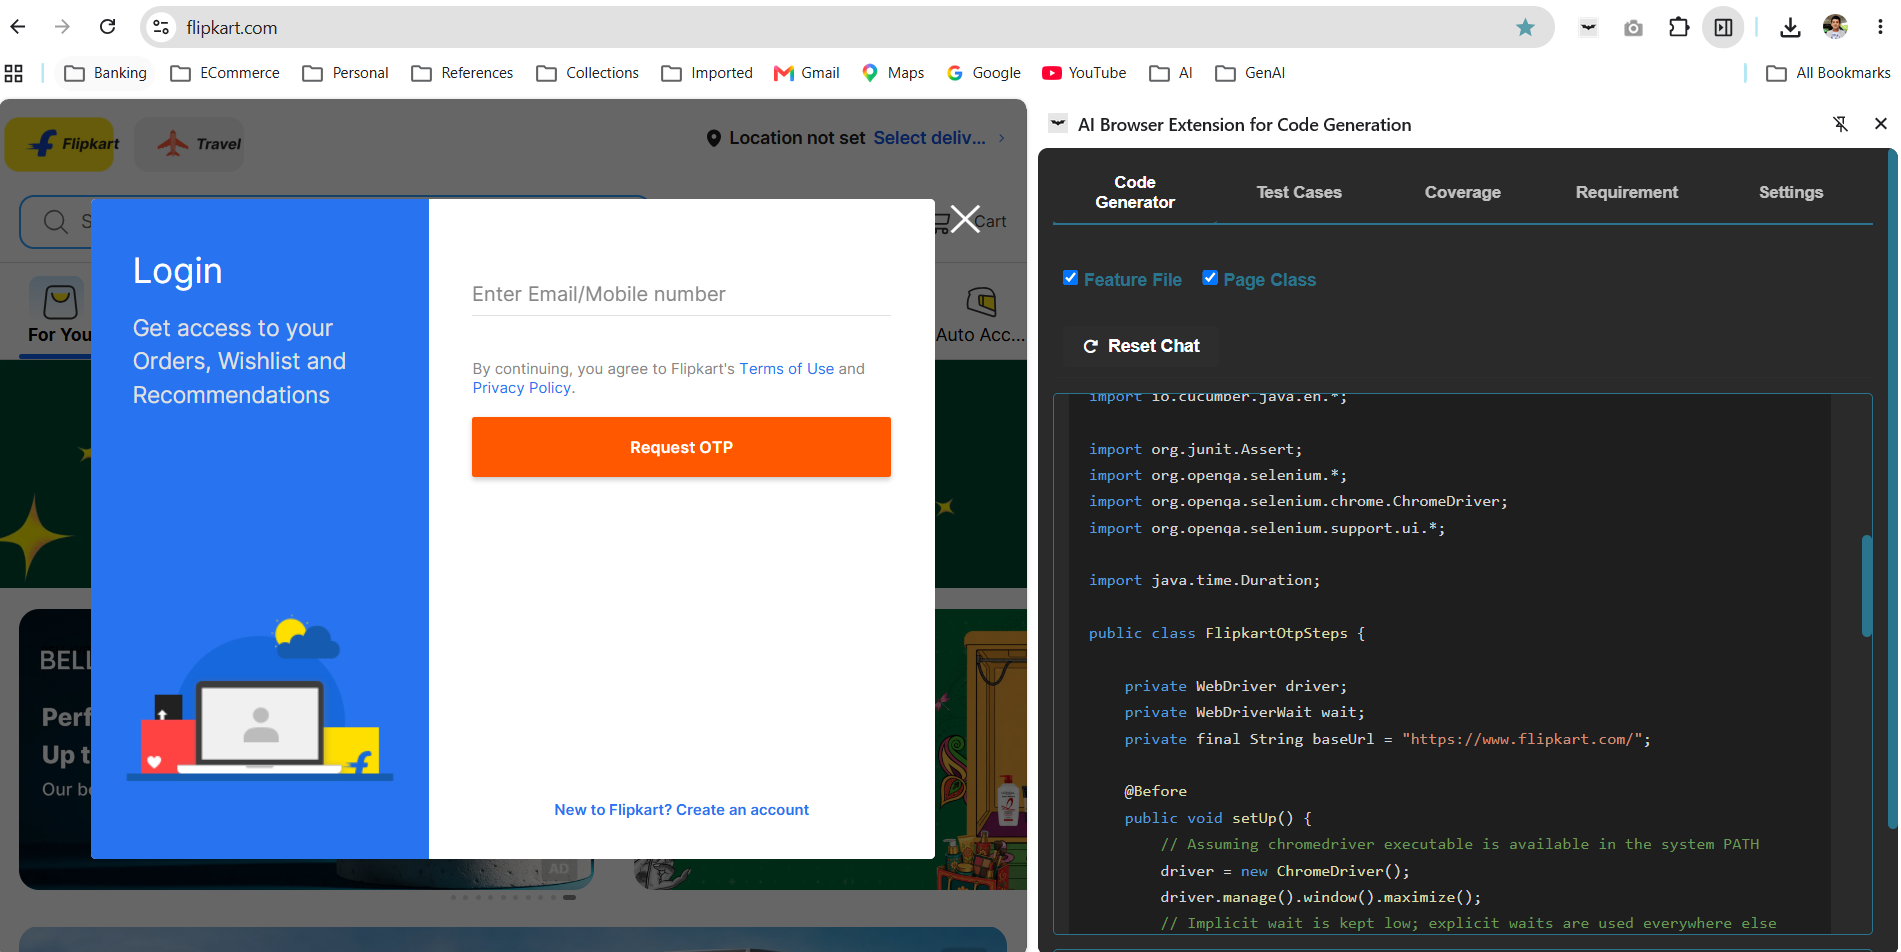 flipkart.com
Banking
ECommerce
Personal
References
Collections
Imported
Gmail
Maps
Google
YouTube
AI
GenAI
All Bookmarks
Flipkart
Travel
Location not set Select deliv...
Cart
For You
Auto Acc...
Login
Get access to your
Orders, Wishlist and
Recommendations
Enter Email/Mobile number
By continuing, you agree to Flipkart's Terms of Use and
Privacy Policy.
Request OTP
New to Flipkart? Create an account
BELL
Perf
Up t
Our b
AD
AI Browser Extension for Code Generation
Code
Generator
Test Cases
Coverage
Requirement
Settings
Feature File
Page Class
Reset Chat
import io.cucumber.java.en.*;
import org.junit.Assert;
import org.openqa.selenium.*;
import org.openqa.selenium.chrome.ChromeDriver;
import org.openqa.selenium.support.ui.*;
import java.time.Duration;
public class FlipkartOtpSteps {
private WebDriver driver;
private WebDriverWait wait;
private final String baseUrl = "https://www.flipkart.com/";
@Before
public void setUp() {
// Assuming chromedriver executable is available in the system PATH
driver = new ChromeDriver();
driver.manage().window().maximize();
// Implicit wait is kept low; explicit waits are used everywhere else